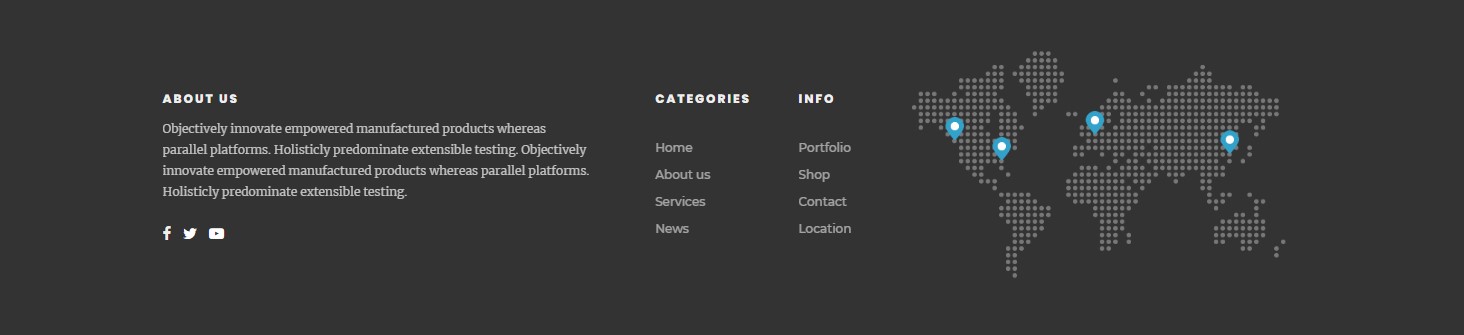 ABOUT US
Objectively innovate empowered manufactured products whereas
parallel platforms. Holisticly predominate extensible testing. Objectively
innovate empowered manufactured products whereas parallel platforms.
Holisticly predominate extensible testing.
CATEGORIES
Home
About us
Services
News
INFO
Portfolio
Shop
Contact
Location